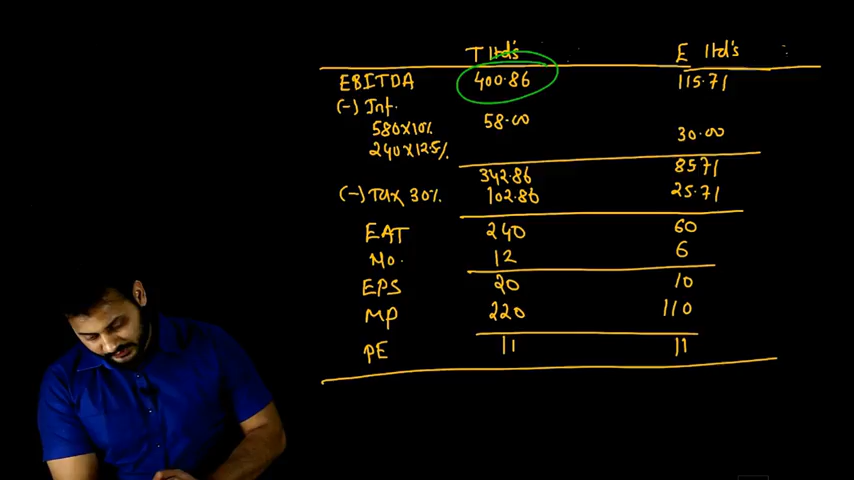 T ltd's E ltd's
EBITDA 400.86 115.71
(-) Int.
580x10% 58.00
240x12.5% 30.00
342.86 85.71
(-) Tax 30% 102.86 25.71
EAT 240 60
No. 12 6
EPS 20 10
MP 220 110
PE 11 11